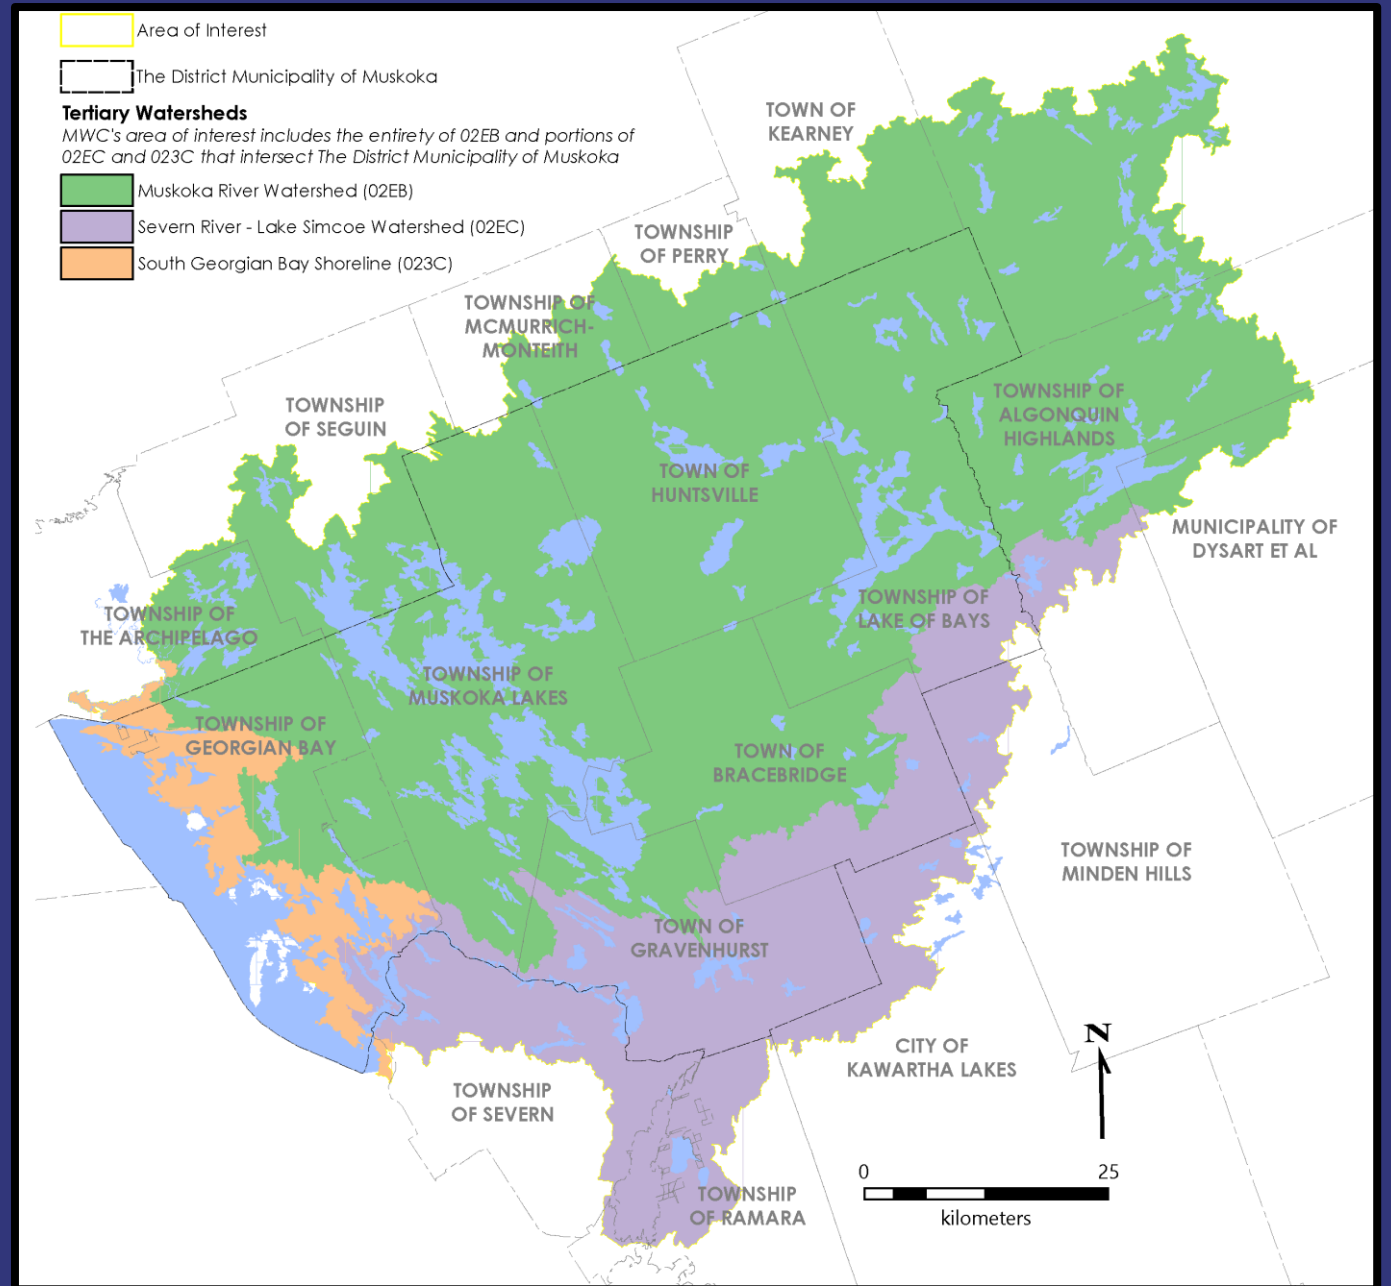 Area of Interest
The District Municipality of Muskoka
Tertiary Watersheds
MWC's area of interest includes the entirety of 02EB and portions of
02EC and 023C that intersect The District Municipality of Muskoka
Muskoka River Watershed (02EB)
Severn River - Lake Simcoe Watershed (02EC)
South Georgian Bay Shoreline (023C)
TOWN OF
KEARNEY
TOWNSHIP
OF PERRY
TOWNSHIP OF
MCMURRICH-
MONTEITH
TOWNSHIP
OF SEGUIN
TOWNSHIP OF
ALGONQUIN
HIGHLANDS
TOWN OF
HUNTSVILLE
MUNICIPALITY OF
DYSART ET AL
TOWNSHIP OF
THE ARCHIPELAGO
TOWNSHIP OF
LAKE OF BAYS
TOWNSHIP OF
MUSKOKA LAKES
TOWNSHIP OF
GEORGIAN BAY
TOWN OF
BRACEBRIDGE
TOWNSHIP OF
MINDEN HILLS
TOWN OF
GRAVENHURST
CITY OF
KAWARTHA LAKES
TOWNSHIP
OF SEVERN
TOWNSHIP
OF RAMARA
N
0 25
kilometers